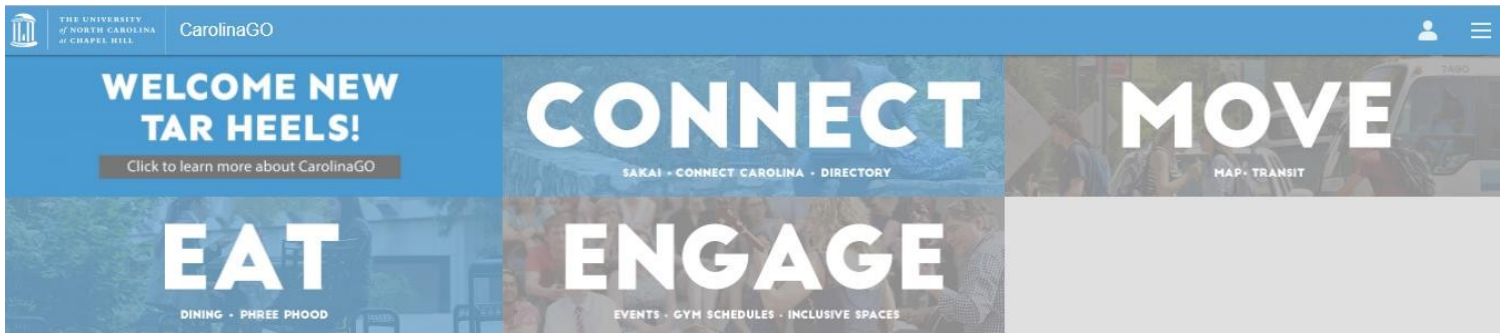 THE UNIVERSITY
of NORTH CAROLINA
at CHAPEL HILL
CarolinaGO
WELCOME NEW
TAR HEELS!
Click to learn more about CarolinaGO
CONNECT
SAKAI · CONNECT CAROLINA · DIRECTORY
MOVE
MAP· TRANSIT
EAT
DINING · PHREE PHOOD
ENGAGE
EVENTS · GYM SCHEDULES · INCLUSIVE SPACES